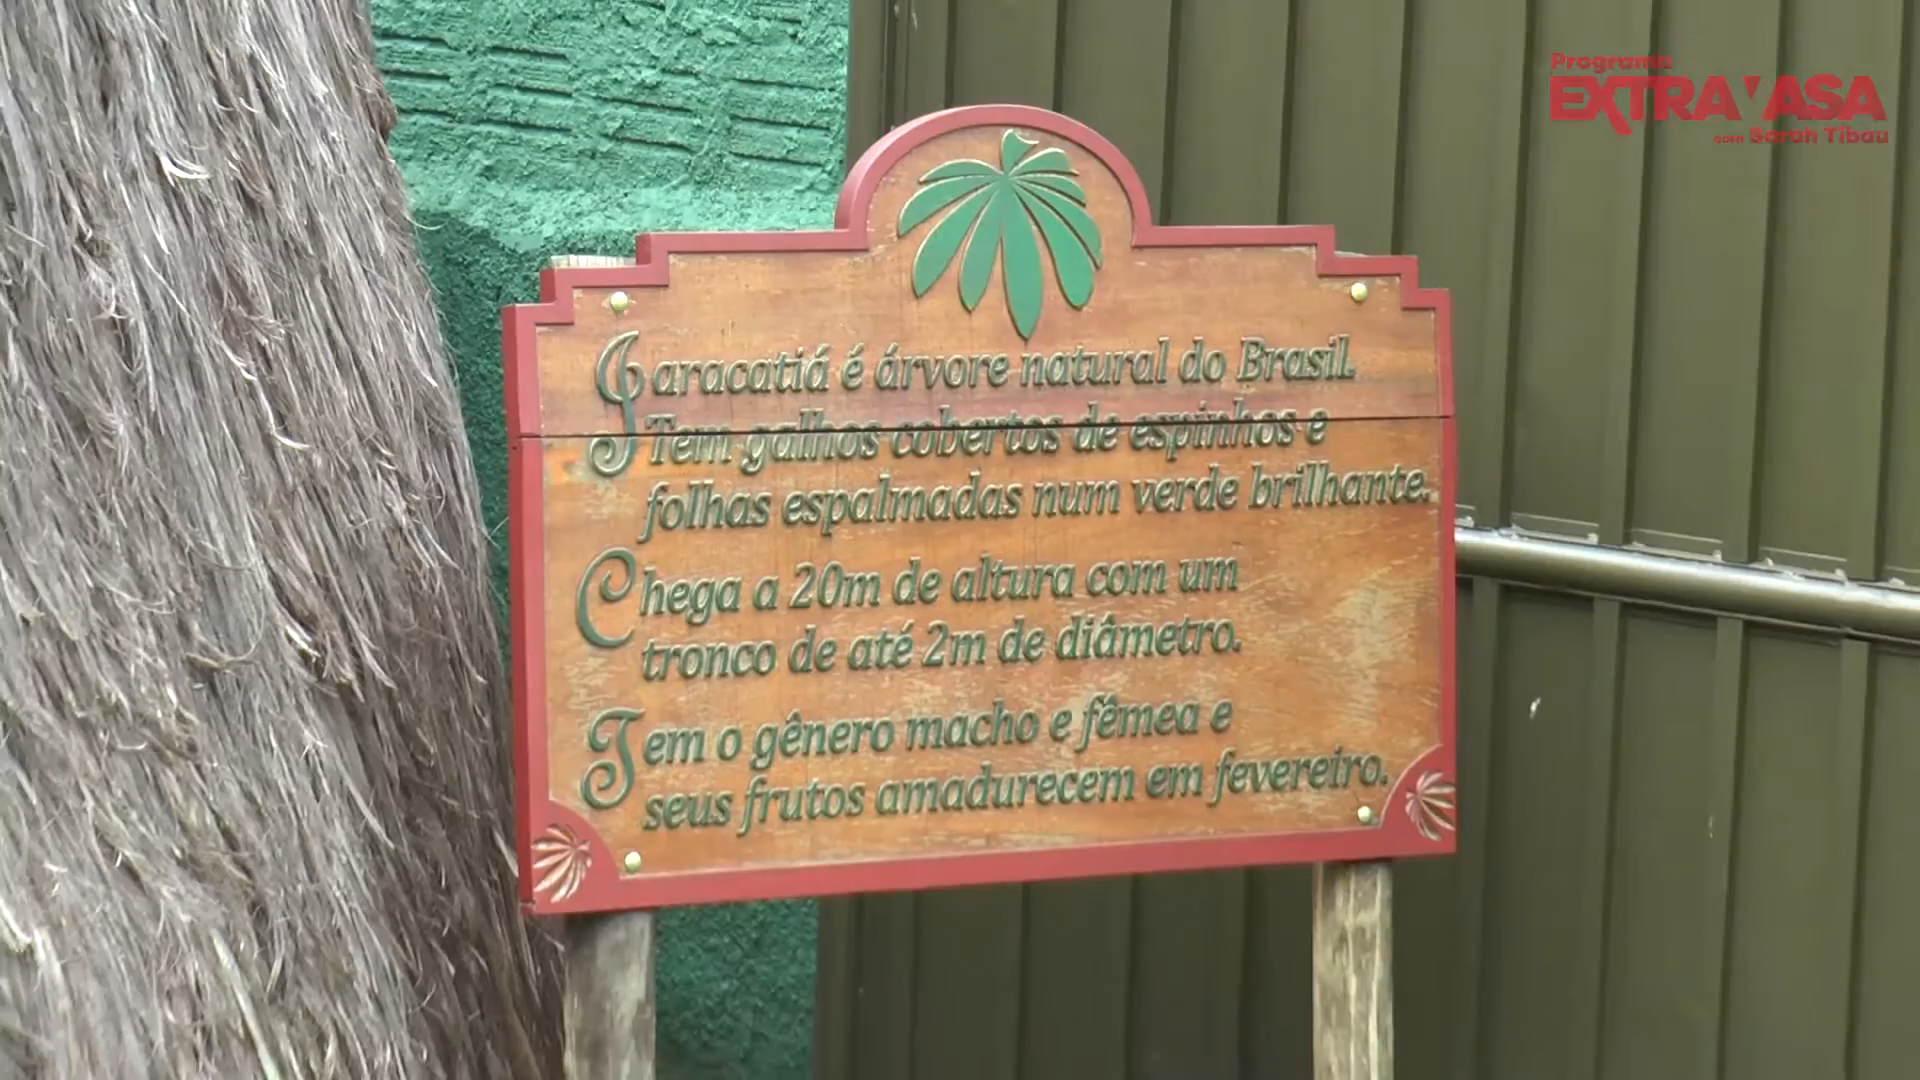 Programa
EXTRAVASA
com Sarah Tibau
Jaracatiá é árvore natural do Brasil.
Tem galhos cobertos de espinhos e
folhas espalmadas num verde brilhante.
Chega a 20m de altura com um
tronco de até 2m de diâmetro.
Tem o gênero macho e fêmea e
seus frutos amadurecem em fevereiro.